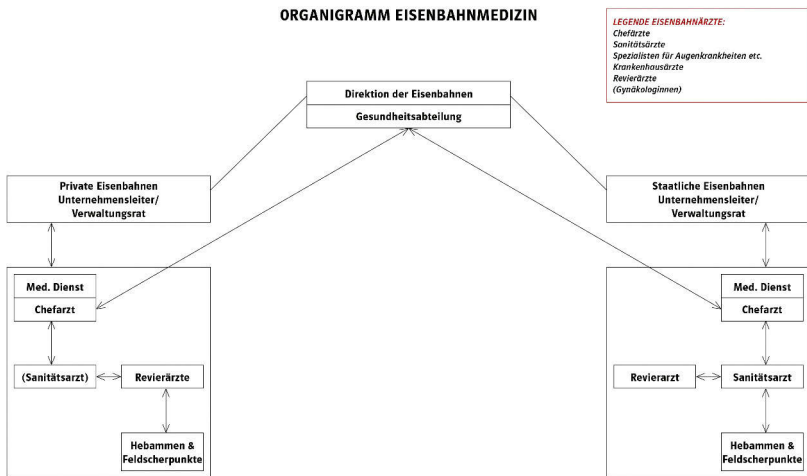 ORGANIGRAMM EISENBAHNMEDIZIN
LEGENDE EISENBAHNÄRZTE:
Chefärzte
Sanitätsärzte
Spezialisten für Augenkrankheiten etc.
Krankenhausärzte
Revierärzte
(Gynäkologinnen)
Direktion der Eisenbahnen
Gesundheitsabteilung
Private Eisenbahnen
Unternehmensleiter/
Verwaltungsrat
Staatliche Eisenbahnen
Unternehmensleiter/
Verwaltungsrat
Med. Dienst
Chefarzt
(Sanitätsarzt)
Revierärzte
Hebammen &
Feldscherpunkte
Med. Dienst
Chefarzt
Revierarzt
Sanitätsarzt
Hebammen &
Feldscherpunkte